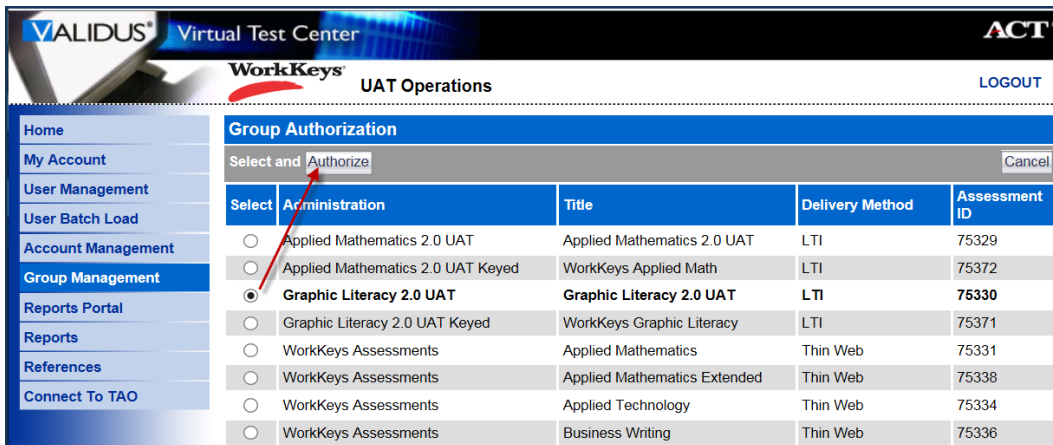 VALIDUS® Virtual Test Center ACT®
WorkKeys® UAT Operations LOGOUT
Home
My Account
User Management
User Batch Load
Account Management
Group Management
Reports Portal
Reports
References
Connect To TAO
Group Authorization
Select and Authorize Cancel
Select Administration Title Delivery Method Assessment ID
Applied Mathematics 2.0 UAT Applied Mathematics 2.0 UAT LTI 75329
Applied Mathematics 2.0 UAT Keyed WorkKeys Applied Math LTI 75372
Graphic Literacy 2.0 UAT Graphic Literacy 2.0 UAT LTI 75330
Graphic Literacy 2.0 UAT Keyed WorkKeys Graphic Literacy LTI 75371
WorkKeys Assessments Applied Mathematics Thin Web 75331
WorkKeys Assessments Applied Mathematics Extended Thin Web 75338
WorkKeys Assessments Applied Technology Thin Web 75334
WorkKeys Assessments Business Writing Thin Web 75336